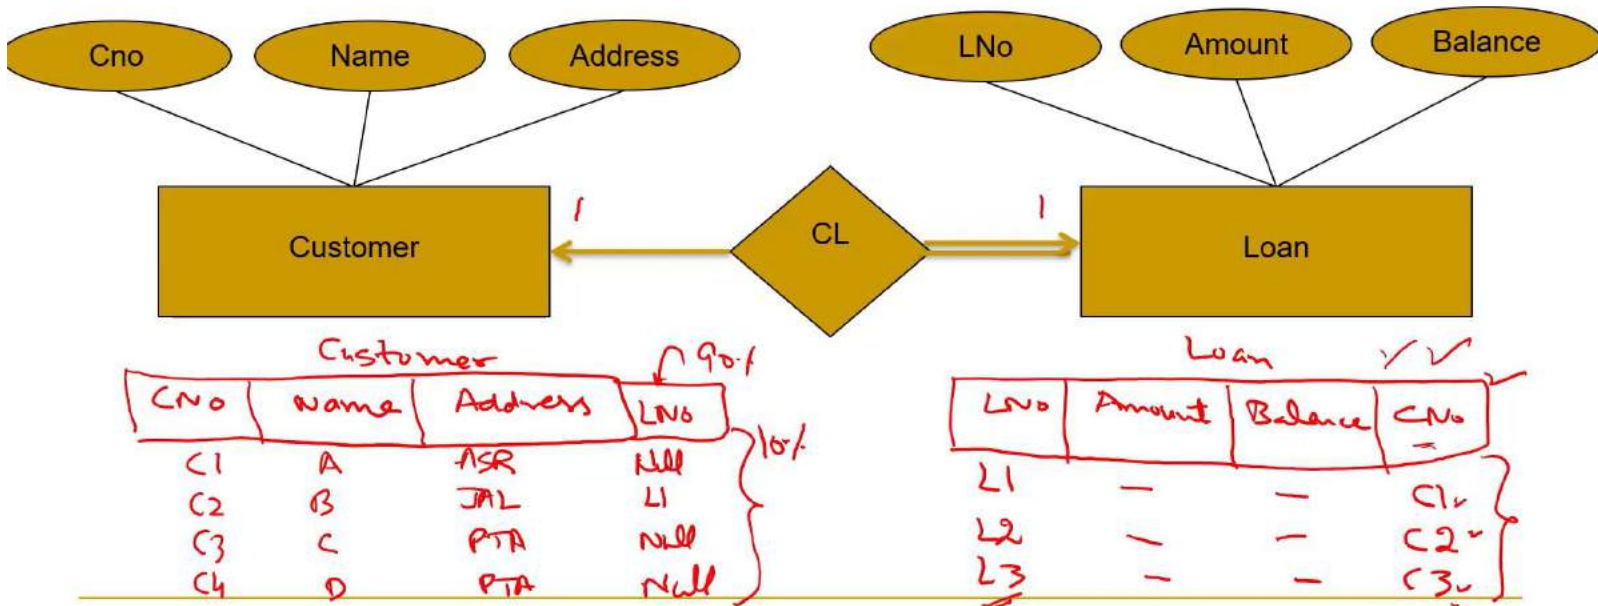 Cno Name Address LNo Amount Balance
Customer 1 CL 1 Loan
Customer 90% Loan
CNo Name Address LNo 10% LNo Amount Balance CNo
C1 A ASR Null L1 — — C1
C2 B JAL L1 L2 — — C2
C3 C PTA Null L3 — — C3
C4 D PTA Null